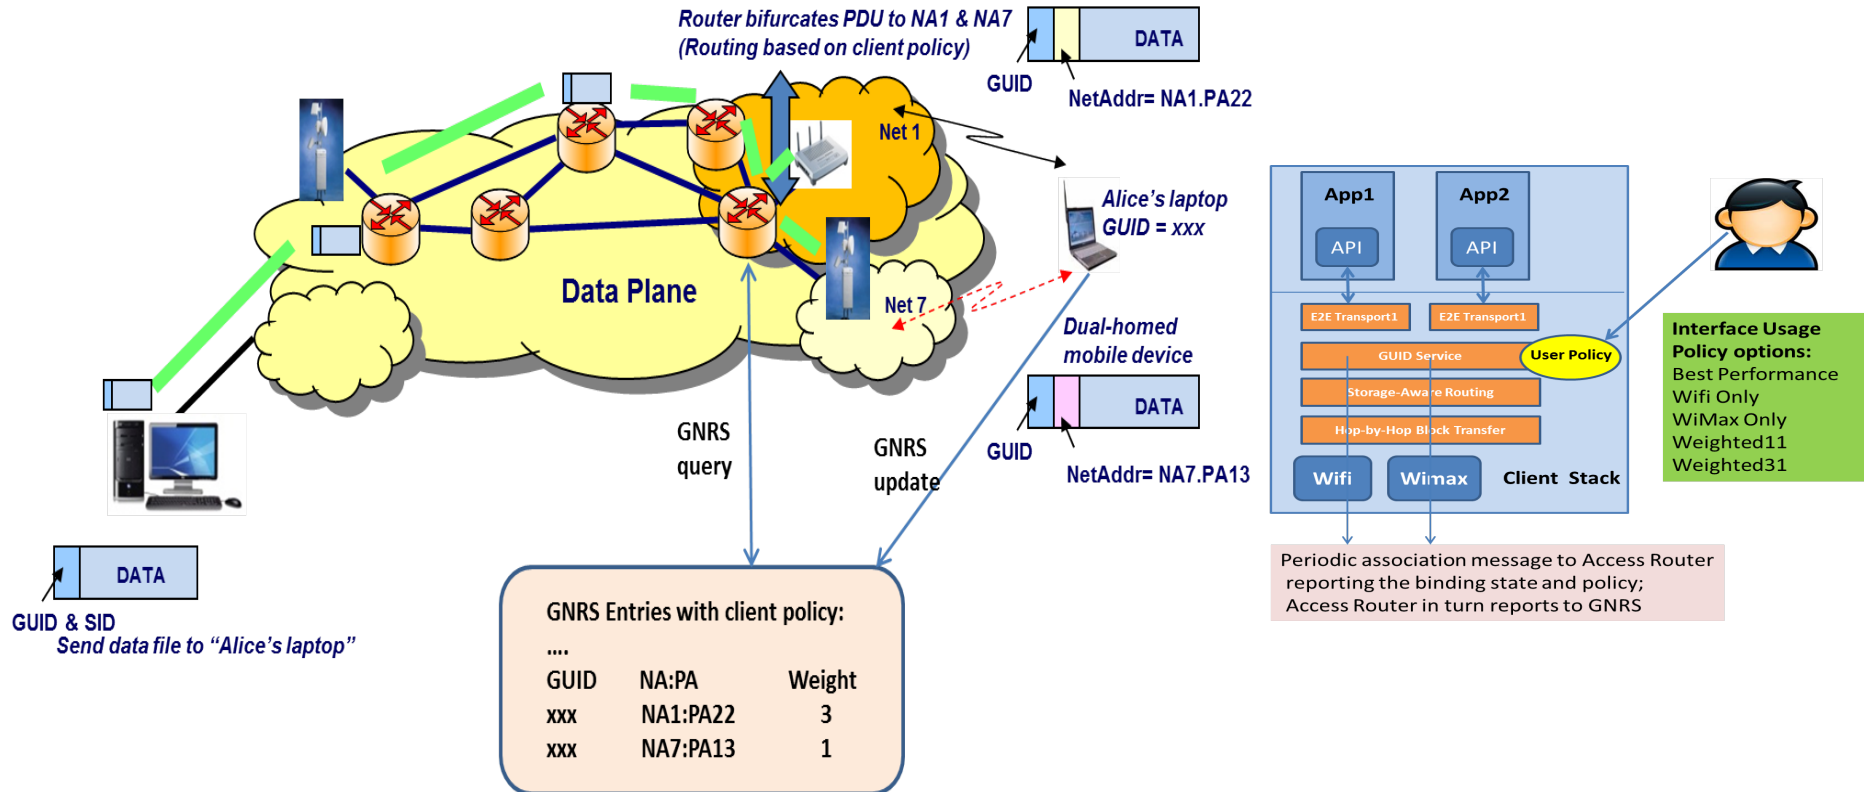 Router bifurcates PDU to NA1 & NA7
(Routing based on client policy)
DATA
GUID
NetAddr= NA1.PA22
Net 1
Alice's laptop
GUID = xxx
Data Plane
Net 7
Dual-homed
mobile device
DATA
GUID
NetAddr= NA7.PA13
GNRS
query
GNRS
update
DATA
GUID & SID
Send data file to “Alice's laptop”
GNRS Entries with client policy:
....
GUID NA:PA Weight
xxx NA1:PA22 3
xxx NA7:PA13 1
App1 App2
API API
E2E Transport1 E2E Transport1
GUID Service
User Policy
Storage-Aware Routing
Hop-by-Hop Block Transfer
Wifi Wimax Client Stack
Interface Usage
Policy options:
Best Performance
Wifi Only
WiMax Only
Weighted11
Weighted31
Periodic association message to Access Router
reporting the binding state and policy;
Access Router in turn reports to GNRS